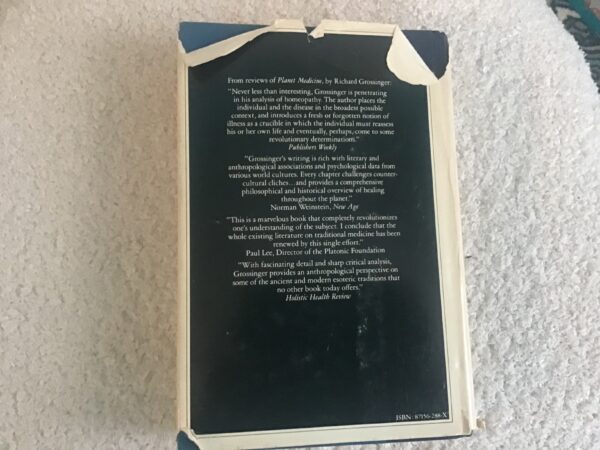 From reviews of Planet Medicine, by Richard Grossinger:
"Never less than interesting, Grossinger is penetrating
in his analysis of homeopathy. The author places the
individual and the disease in the broadest possible
context, and introduces a fresh or forgotten notion of
illness as a crucible in which the individual must reassess
his or her own life and eventually, perhaps, come to some
revolutionary determinations."
Publishers Weekly
"Grossinger's writing is rich with literary and
anthropological associations and psychological data from
various world cultures. Every chapter challenges counter-
cultural cliches...and provides a comprehensive
philosophical and historical overview of healing
throughout the planet."
Norman Weinstein, New Age
"This is a marvelous book that completely revolutionizes
one's understanding of the subject. I conclude that the
whole existing literature on traditional medicine has been
renewed by this single effort."
Paul Lee, Director of the Platonic Foundation
"With fascinating detail and sharp critical analysis,
Grossinger provides an anthropological perspective on
some of the ancient and modern esoteric traditions that
no other book today offers."
Holistic Health Review
ISBN: 87156-288-X